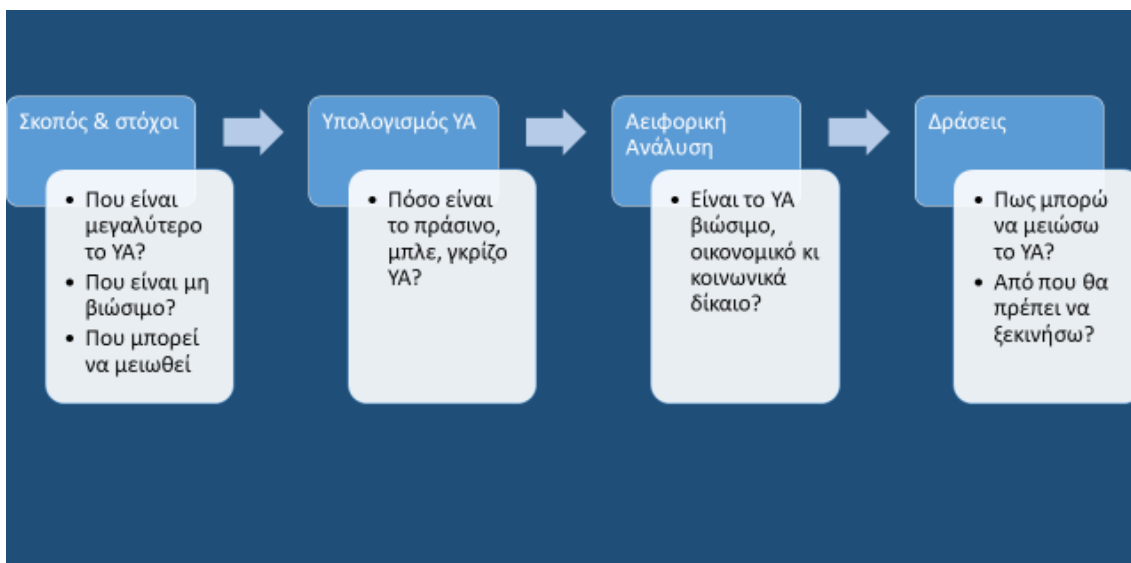 Σκοπός & στόχοι
• Που είναι
μεγαλύτερο
το ΥΑ?
• Που είναι μη
βιώσιμο?
• Που μπορεί
να μειωθεί
Υπολογισμός ΥΑ
• Πόσο είναι
το πράσινο,
μπλε, γκρίζο
ΥΑ?
Αειφορική
Ανάλυση
• Είναι το ΥΑ
βιώσιμο,
οικονομικό κι
κοινωνικά
δίκαιο?
Δράσεις
• Πως μπορώ
να μειώσω
το ΥΑ?
• Από που θα
πρέπει να
ξεκινήσω?